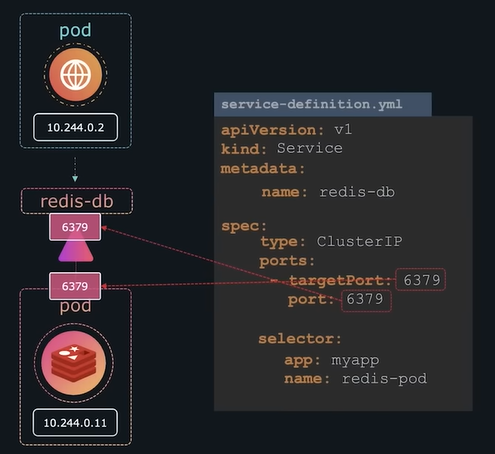 pod
10.244.0.2
redis-db
6379
6379
pod
10.244.0.11
service-definition.yml
apiVersion: v1
kind: Service
metadata:
name: redis-db
spec:
type: ClusterIP
ports:
- targetPort: 6379
port: 6379
selector:
app: myapp
name: redis-pod